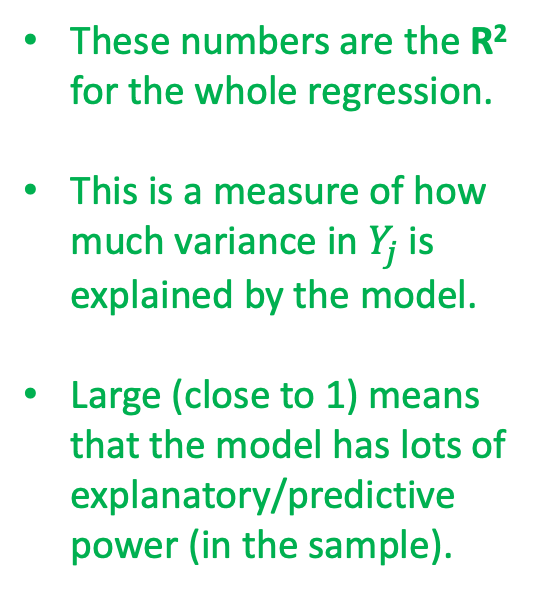 • These numbers are the R²
for the whole regression.
• This is a measure of how
much variance in Yⱼ is
explained by the model.
• Large (close to 1) means
that the model has lots of
explanatory/predictive
power (in the sample).